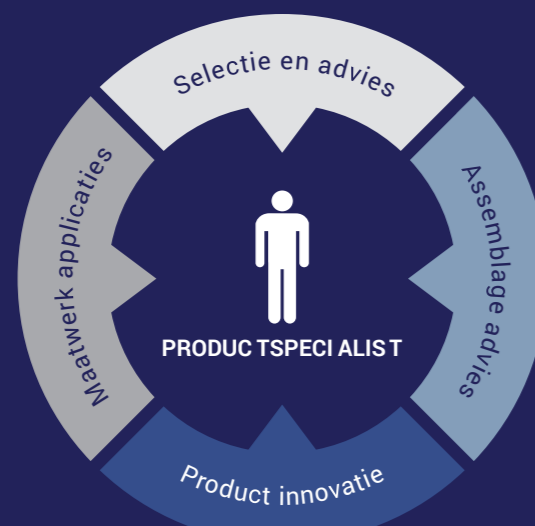 Selectie en advies
Assemblage advies
Maatwerk applicaties
PRODUC TSPECI ALIS T
Product innovatie